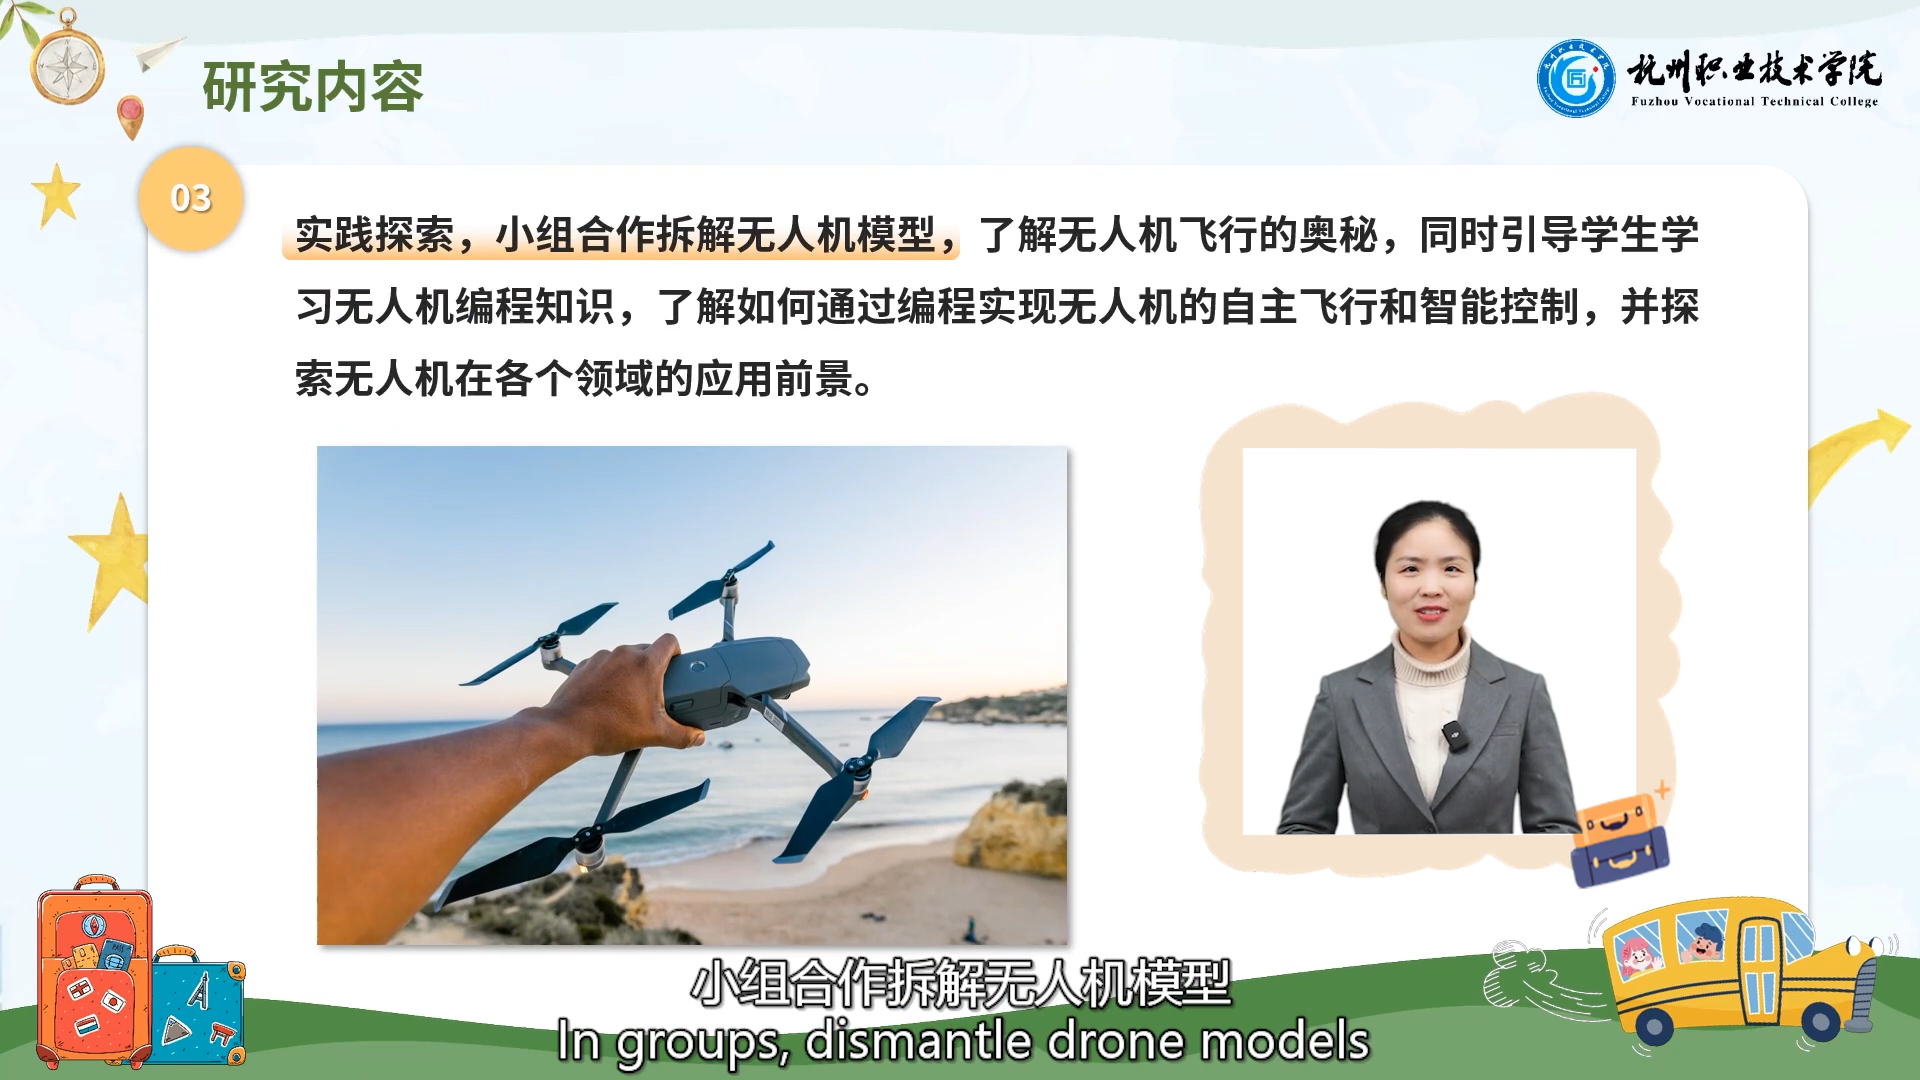 研究内容
杭州职业技术学院
Fuzhou Vocational Technical College
03
实践探索，小组合作拆解无人机模型，了解无人机飞行的奥秘，同时引导学生学
习无人机编程知识，了解如何通过编程实现无人机的自主飞行和智能控制，并探
索无人机在各个领域的应用前景。
小组合作拆解无人机模型
In groups, dismantle drone models